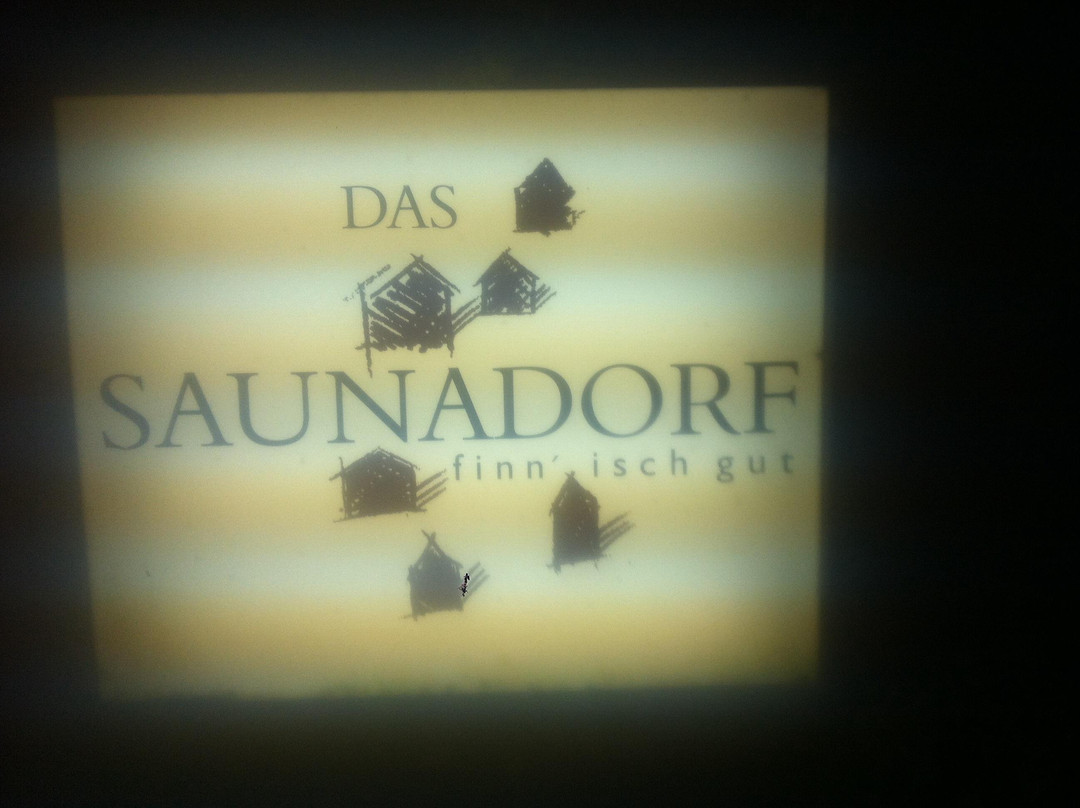 DAS
SAUNADORF
finn´isch gut